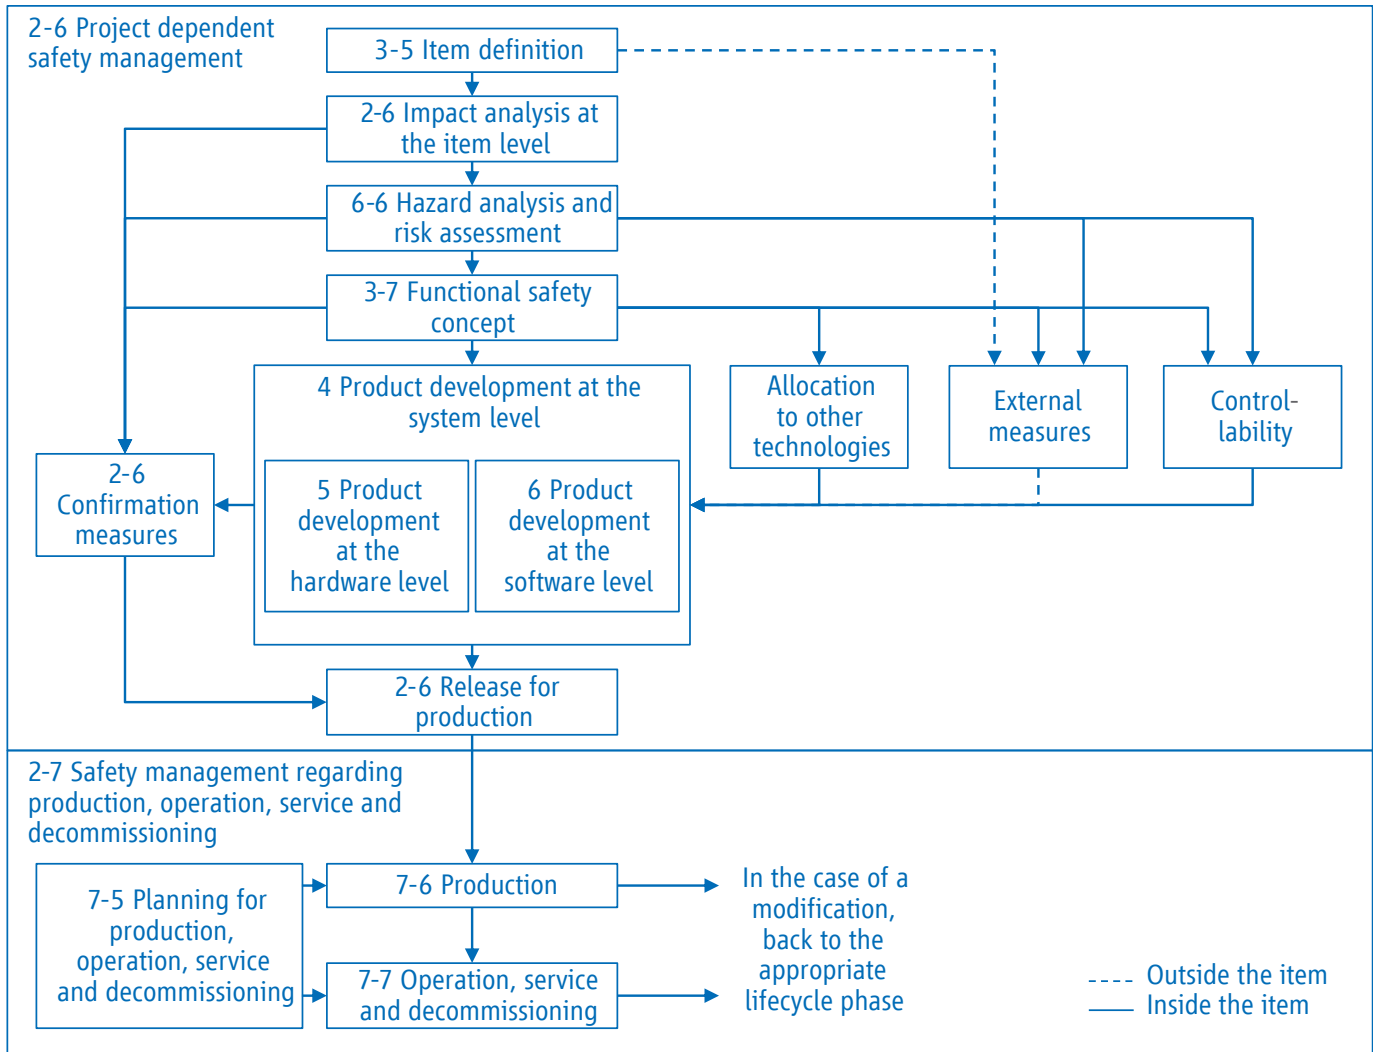 2-6 Project dependent
safety management
3-5 Item definition
2-6 Impact analysis at
the item level
6-6 Hazard analysis and
risk assessment
3-7 Functional safety
concept
4 Product development at the
system level
Allocation
to other
technologies
External
measures
Control-
lability
2-6
Confirmation
measures
5 Product
development
at the
hardware level
6 Product
development
at the
software level
2-6 Release for
production
2-7 Safety management regarding
production, operation, service and
decommissioning
7-5 Planning for
production,
operation, service
and decommissioning
7-6 Production
7-7 Operation, service
and decommissioning
In the case of a
modification,
back to the
appropriate
lifecycle phase
Outside the item
Inside the item